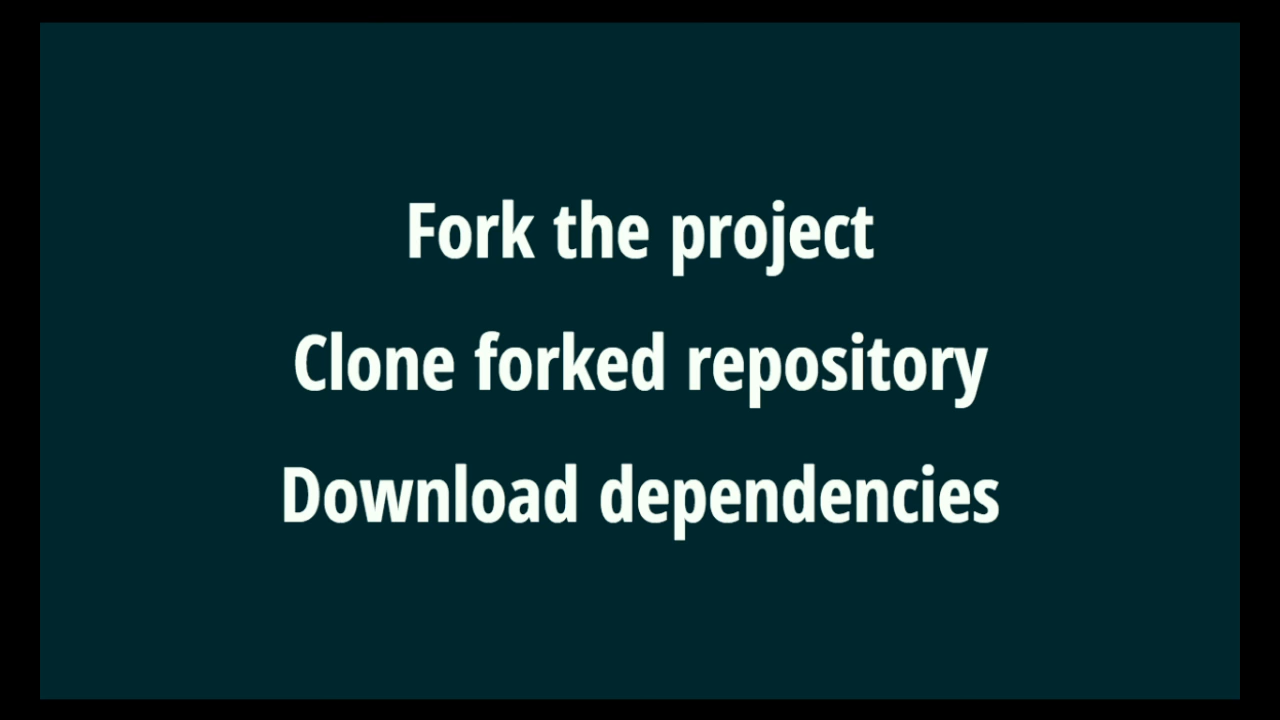 Fork the project
Clone forked repository
Download dependencies